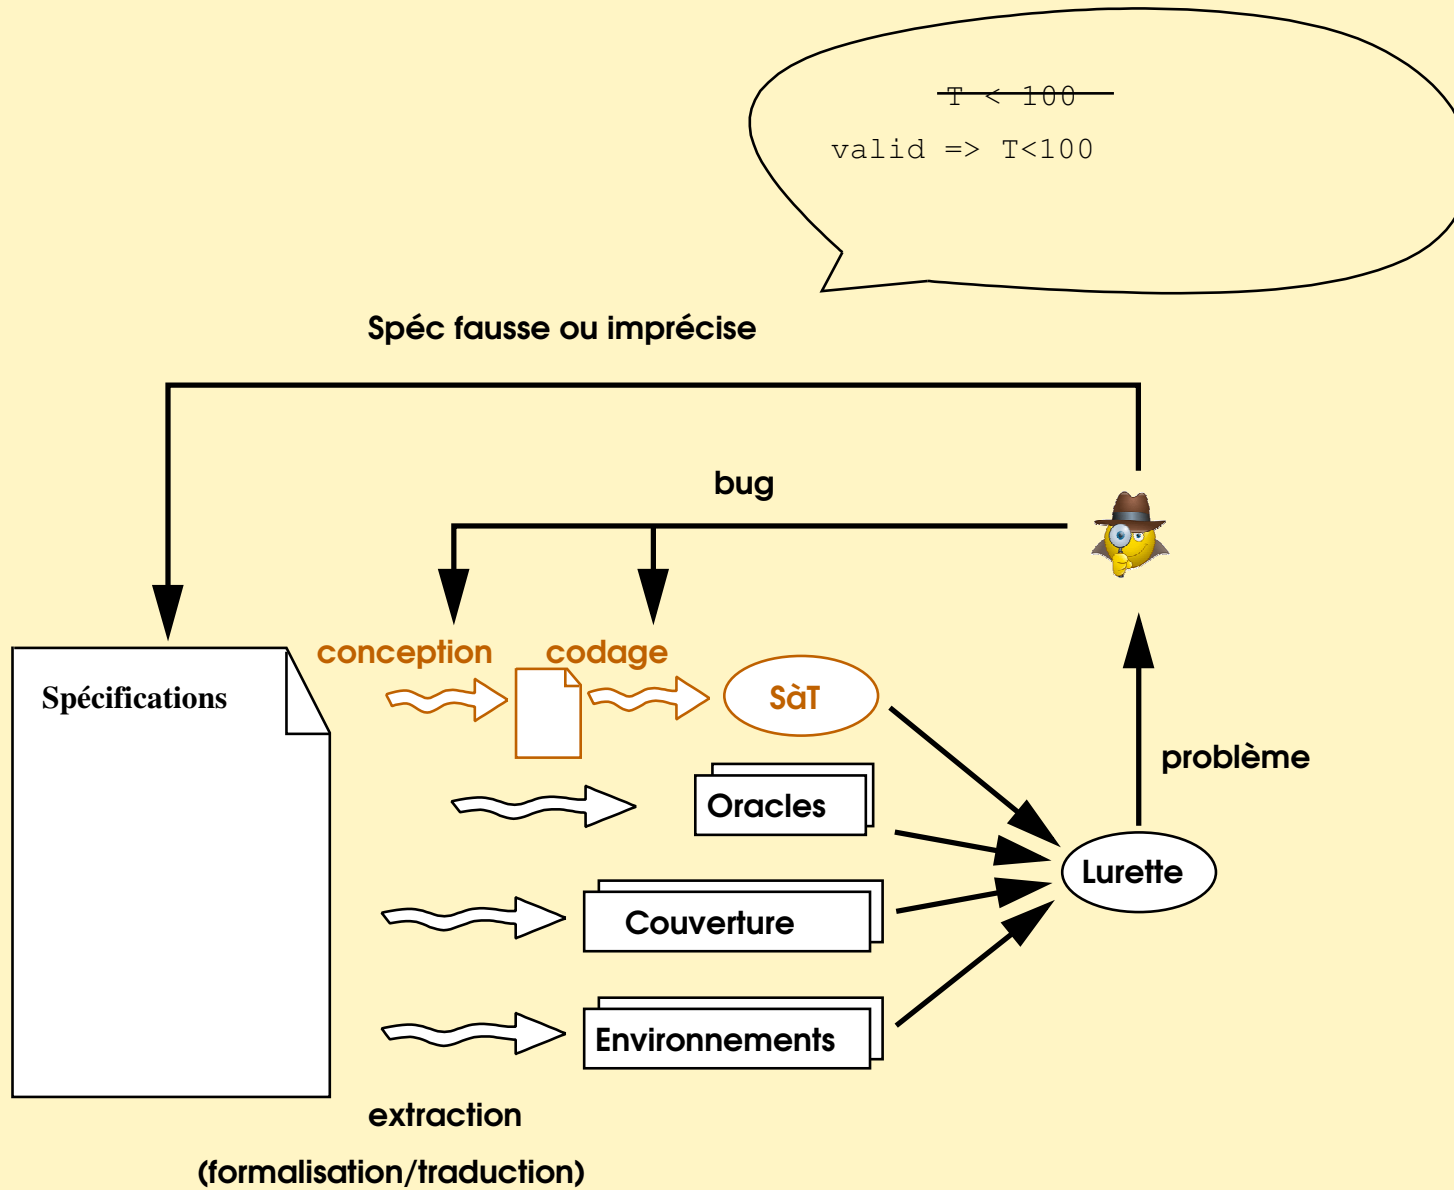 T < 100
valid => T<100
Spéc fausse ou imprécise
bug
conception
codage
Spécifications
SàT
problème
Oracles
Lurette
Couverture
Environnements
extraction
(formalisation/traduction)